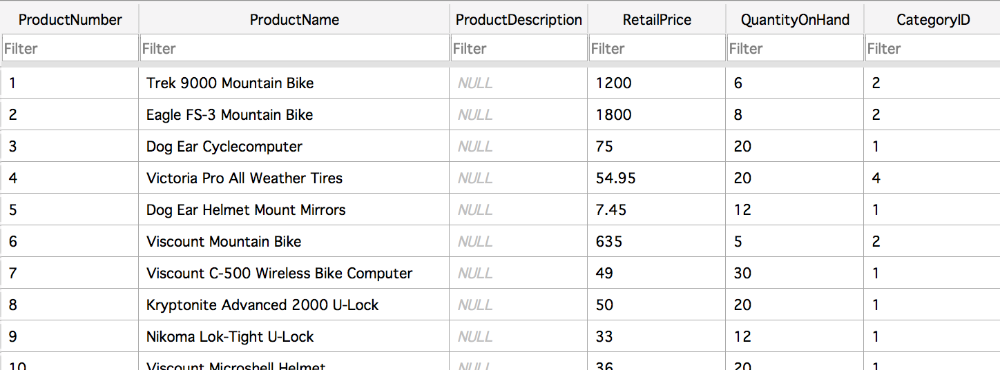 ProductNumber ProductName ProductDescription RetailPrice QuantityOnHand CategoryID
Filter Filter Filter Filter Filter Filter
1 Trek 9000 Mountain Bike NULL 1200 6 2
2 Eagle FS-3 Mountain Bike NULL 1800 8 2
3 Dog Ear Cyclecomputer NULL 75 20 1
4 Victoria Pro All Weather Tires NULL 54.95 20 4
5 Dog Ear Helmet Mount Mirrors NULL 7.45 12 1
6 Viscount Mountain Bike NULL 635 5 2
7 Viscount C-500 Wireless Bike Computer NULL 49 30 1
8 Kryptonite Advanced 2000 U-Lock NULL 50 20 1
9 Nikoma Lok-Tight U-Lock NULL 33 12 1
10 Viscount Microshell Helmet NULL 36 20 1